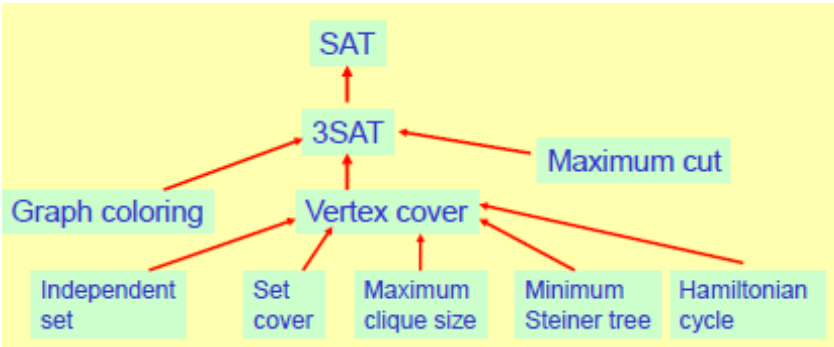 SAT
3SAT
Maximum cut
Graph coloring
Vertex cover
Independent
set
Set
cover
Maximum
clique size
Minimum
Steiner tree
Hamiltonian
cycle